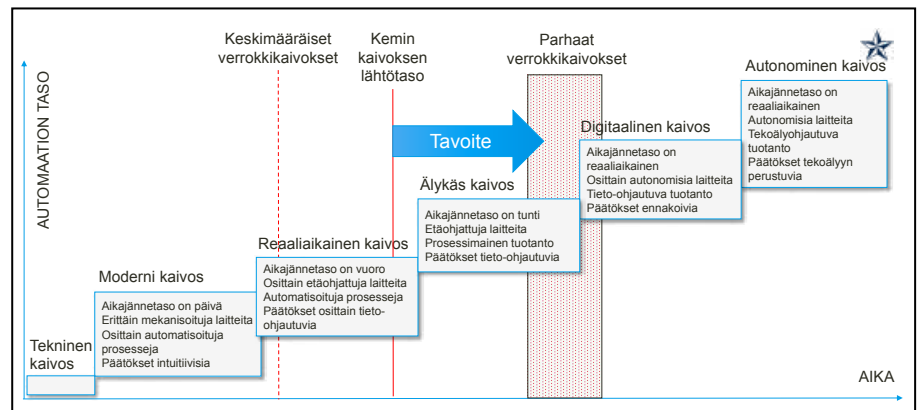 Keskimääräiset
verrokkikaivokset
Kemin
kaivoksen
lähtötaso
Parhaat
verrokkikaivokset
AUTOMAATION TASO
Autonominen kaivos
Aikajännetaso on
reaaliaikainen
Autonomisia laitteita
Tekoälyohjautuva
tuotanto
Päätökset tekoälyyn
perustuvia
Tavoite
Digitaalinen kaivos
Aikajännetaso on
reaaliaikainen
Osittain autonomisia laitteita
Tieto-ohjautuva tuotanto
Päätökset ennakoivia
Älykäs kaivos
Aikajännetaso on tunti
Etäohjattuja laitteita
Prosessimainen tuotanto
Päätökset tieto-ohjautuvia
Reaaliaikainen kaivos
Aikajännetaso on vuoro
Osittain etäohjattuja laitteita
Automatisoituja prosesseja
Päätökset osittain tieto-
ohjautuvia
Moderni kaivos
Aikajännetaso on päivä
Erittäin mekanisoituja laitteita
Osittain automatisoituja
prosesseja
Päätökset intuitiivisia
Tekninen
kaivos
AIKA